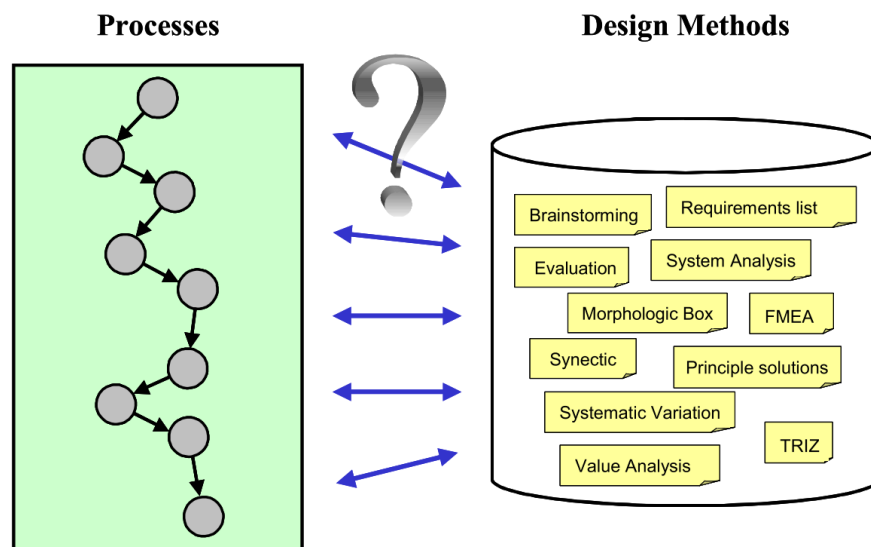 Processes
Design Methods
?
Brainstorming
Requirements list
Evaluation
System Analysis
Morphologic Box
FMEA
Synectic
Principle solutions
Systematic Variation
TRIZ
Value Analysis